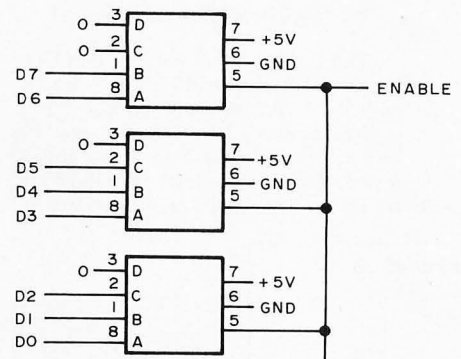 0 3 D 7 +5V
0 2 C 6 GND
D7 1 B 5 ENABLE
D6 8 A
0 3 D 7 +5V
D5 2 C 6 GND
D4 1 B 5
D3 8 A
0 3 D 7 +5V
D2 2 C 6 GND
D1 1 B 5
D0 8 A